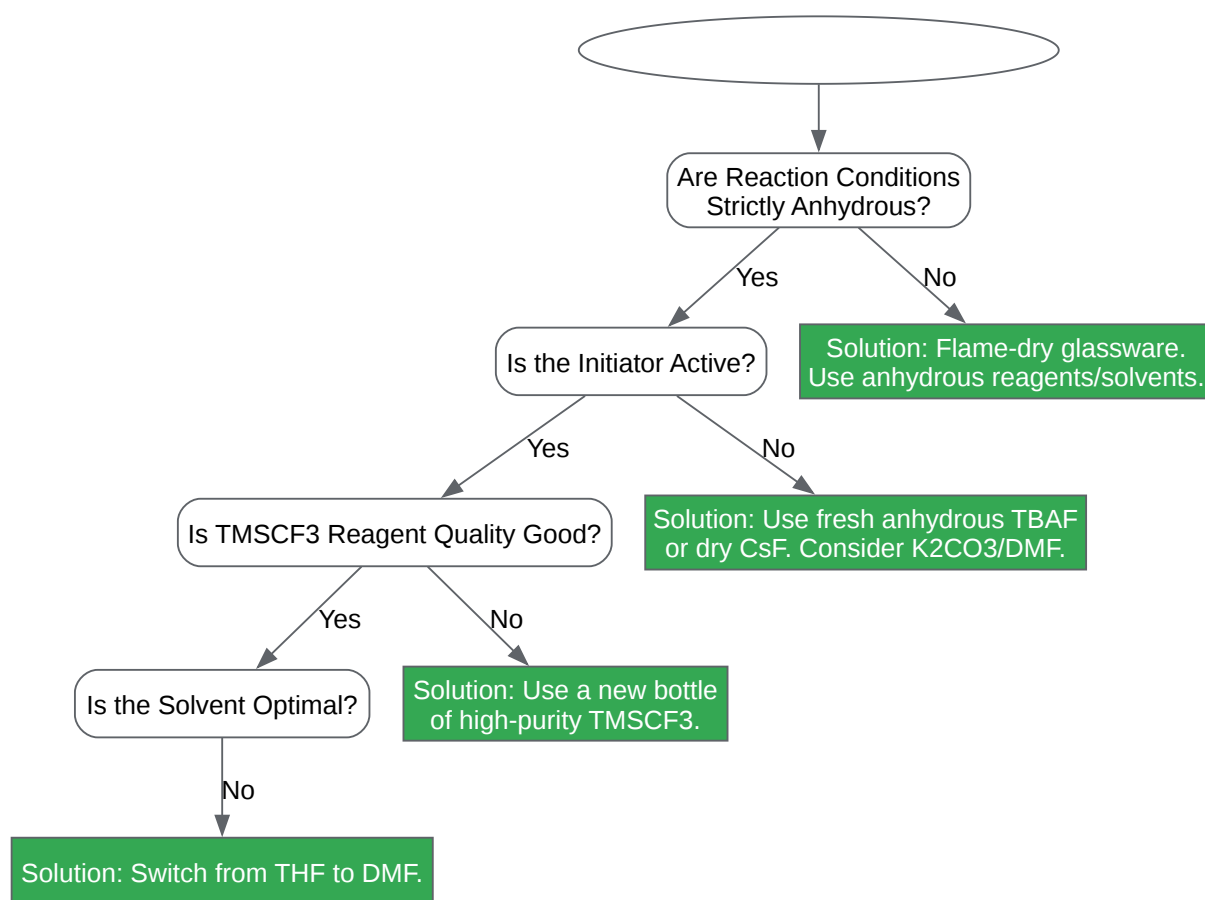 Are Reaction Conditions
Strictly Anhydrous?
Yes
No
Is the Initiator Active?
Solution: Flame-dry glassware.
Use anhydrous reagents/solvents.
Yes
No
Is TMSCF3 Reagent Quality Good?
Solution: Use fresh anhydrous TBAF
or dry CsF. Consider K2CO3/DMF.
Yes
No
Is the Solvent Optimal?
Solution: Use a new bottle
of high-purity TMSCF3.
No
Solution: Switch from THF to DMF.